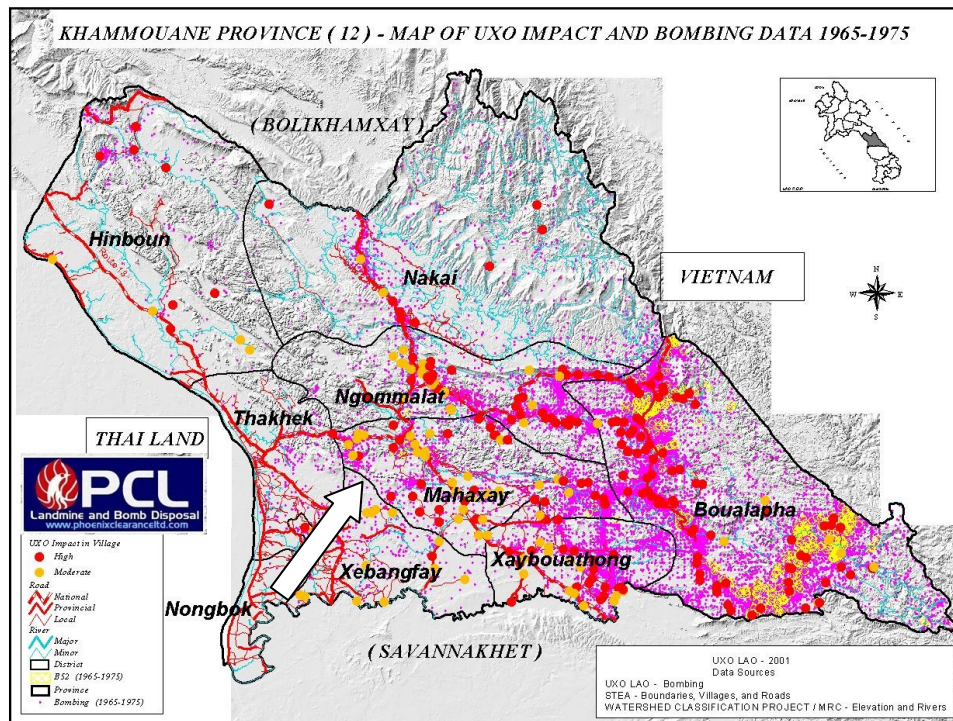 KHAMMOUANE PROVINCE ( 12 ) - MAP OF UXO IMPACT AND BOMBING DATA 1965-1975
( BOLIKHAMXAY )
Hinboun
Route 13
Nakai
VIETNAM
N
W E
S
Ngommalat
Thakhek
THAI LAND
PCL
Landmine and Bomb Disposal
www.phoenixclearanceltd.com
Mahaxay
Boualapha
Xaybouathong
Xebangfay
Nongbok
( SAVANNAKHET )
UXO Impact in Village
High
Moderate
Road
National
Provincial
Local
River
Major
Minor
District
B52 (1965-1975)
Province
Bombing (1965-1975)
UXO LAO - 2001
Data Sources
UXO LAO - Bombing
STEA - Boundaries, Villages, and Roads
WATERSHED CLASSIFICATION PROJECT / MRC - Elevation and Rivers